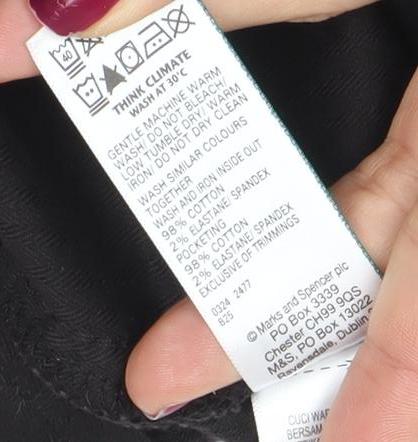 40
THINK CLIMATE
WASH AT 30°C
GENTLE MACHINE WARM
WASH/ DO NOT BLEACH/
LOW TUMBLE DRY/ WARM
IRON/ DO NOT DRY CLEAN
WASH SIMILAR COLOURS
TOGETHER
WASH AND IRON INSIDE OUT
98% COTTON
2% ELASTANE/ SPANDEX
POCKETING
98% COTTON
2% ELASTANE/ SPANDEX
EXCLUSIVE OF TRIMMINGS
0324 2477
825
© Marks and Spencer plc
PO Box 3339
Chester CH99 9QS
M&S, PO Box 13022
Ravensdale, Dublin
CUCI
BERSAM